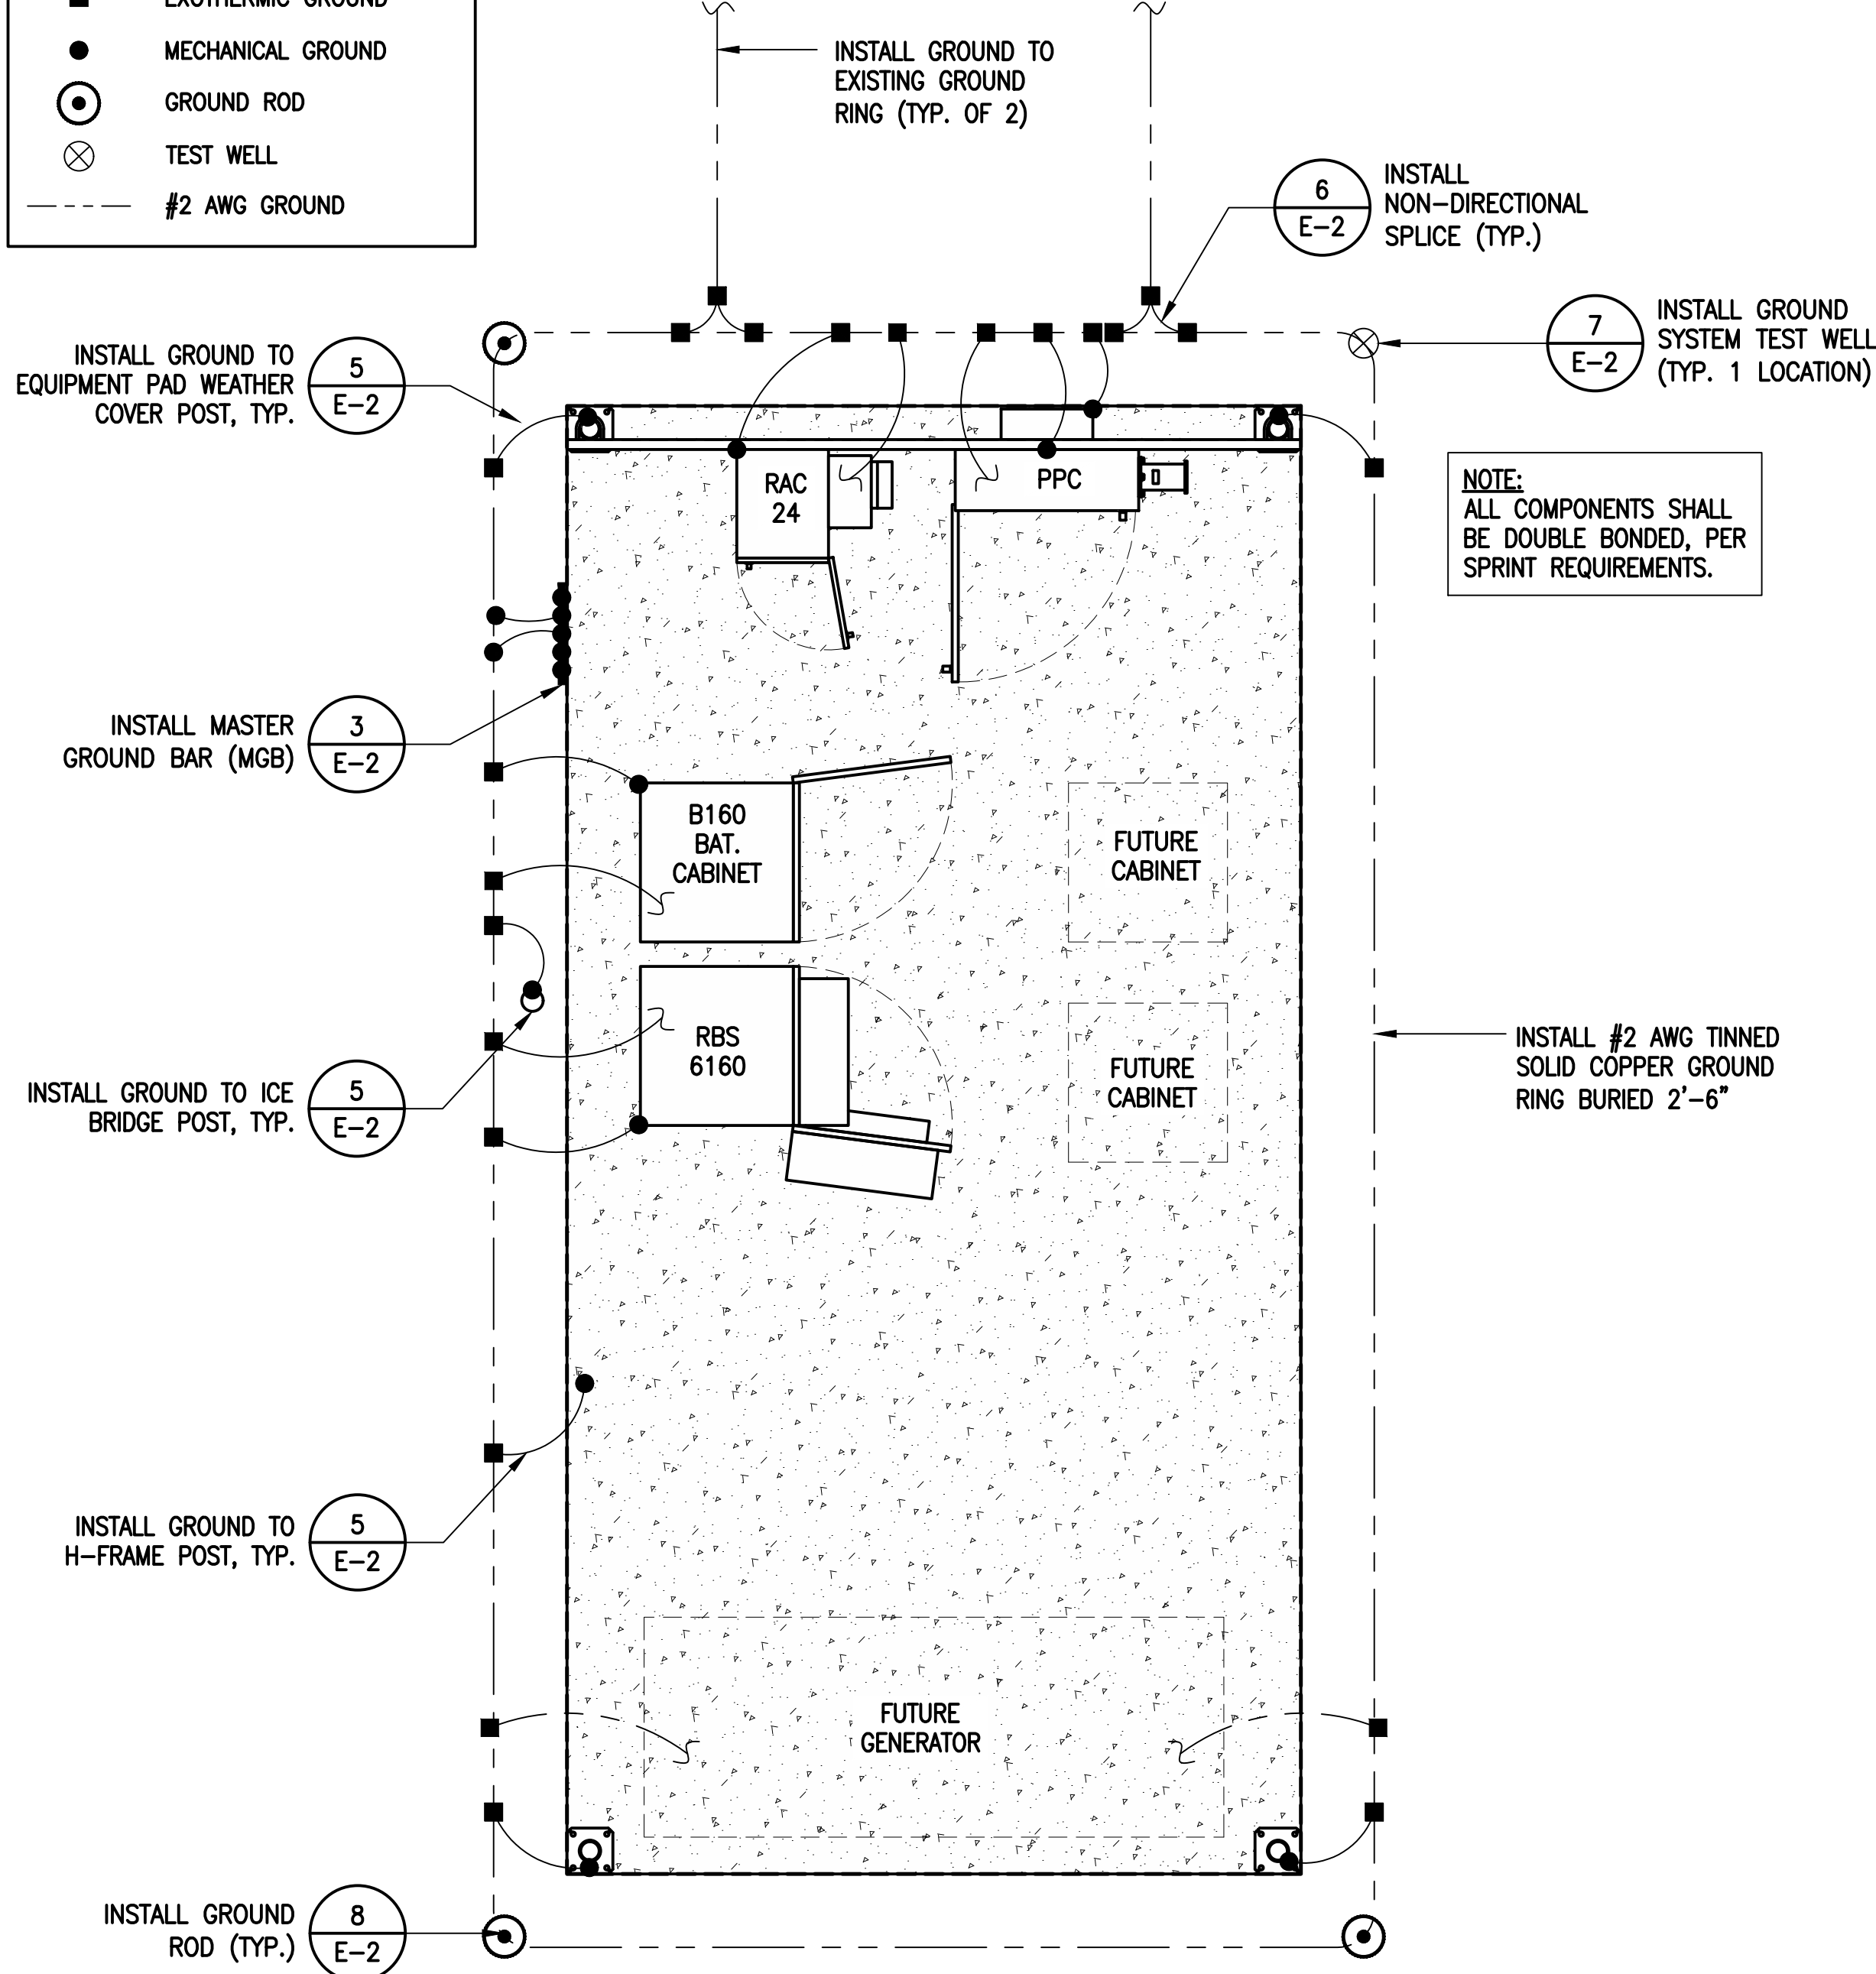 EXOTHERMIC GROUND
MECHANICAL GROUND
GROUND ROD
TEST WELL
#2 AWG GROUND
INSTALL GROUND TO
EXISTING GROUND
RING (TYP. OF 2)
6
E-2
INSTALL
NON-DIRECTIONAL
SPLICE (TYP.)
7
E-2
INSTALL GROUND
SYSTEM TEST WELL
(TYP. 1 LOCATION)
INSTALL GROUND TO
EQUIPMENT PAD WEATHER
COVER POST, TYP.
5
E-2
RAC
24
PPC
NOTE:
ALL COMPONENTS SHALL
BE DOUBLE BONDED, PER
SPRINT REQUIREMENTS.
INSTALL MASTER
GROUND BAR (MGB)
3
E-2
B160
BAT.
CABINET
FUTURE
CABINET
RBS
6160
FUTURE
CABINET
INSTALL #2 AWG TINNED
SOLID COPPER GROUND
RING BURIED 2'-6"
INSTALL GROUND TO ICE
BRIDGE POST, TYP.
5
E-2
INSTALL GROUND TO
H-FRAME POST, TYP.
5
E-2
FUTURE
GENERATOR
INSTALL GROUND
ROD (TYP.)
8
E-2